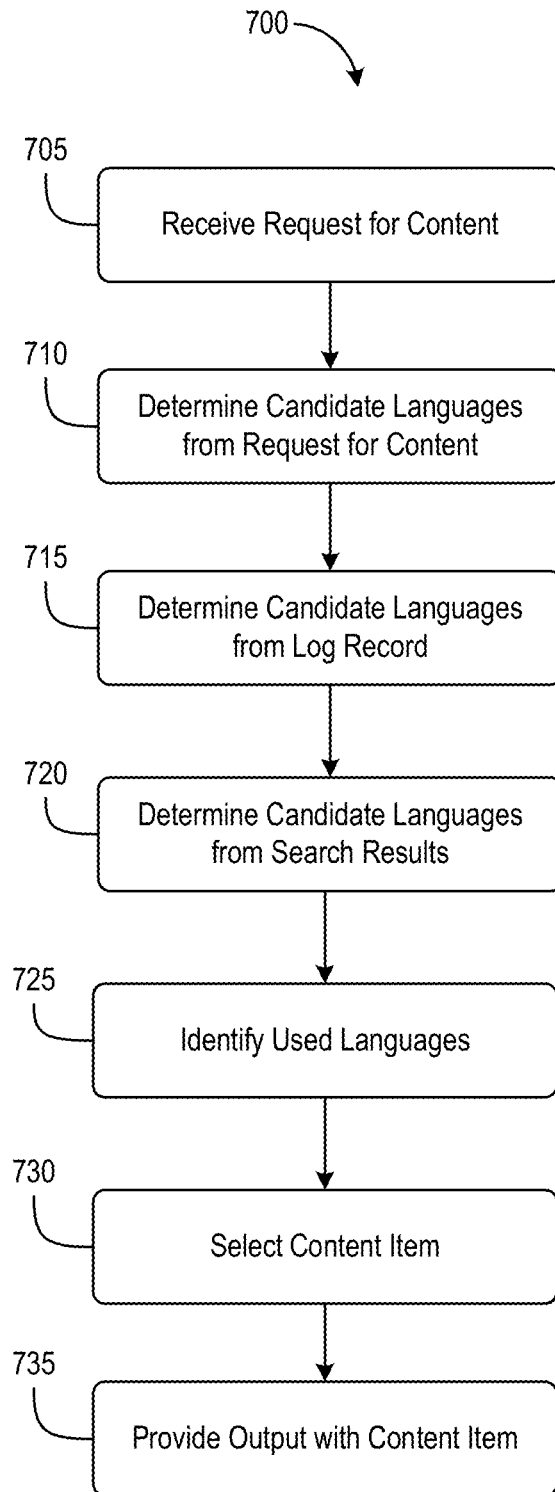 700
705
Receive Request for Content
710
Determine Candidate Languages
from Request for Content
715
Determine Candidate Languages
from Log Record
720
Determine Candidate Languages
from Search Results
725
Identify Used Languages
730
Select Content Item
735
Provide Output with Content Item